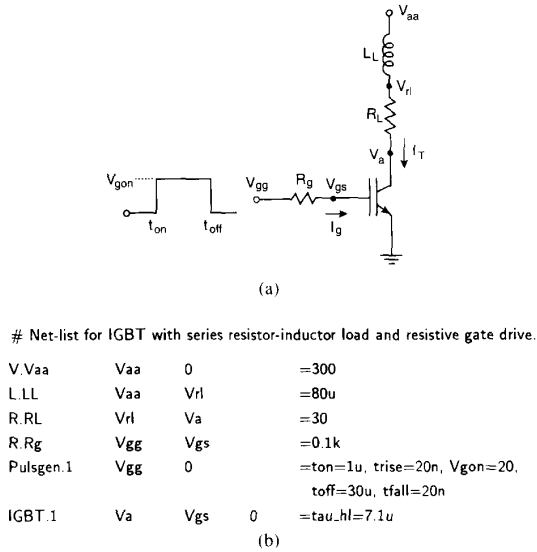 (a)
Vaa
LL
Vrl
RL
Va
IT
Vgon
Vgg
Rg
Vgs
ton
toff
Ig
(a)
# Net-list for IGBT with series resistor-inductor load and resistive gate drive.
V.Vaa Vaa 0 =300
L.LL Vaa Vrl =80u
R.RL Vrl Va =30
R.Rg Vgg Vgs =0.1k
Pulsgen.1 Vgg 0 =ton=1u, trise=20n, Vgon=20,
toff=30u, tfall=20n
IGBT.1 Va Vgs 0 =tau_hl=7.1u
(b)